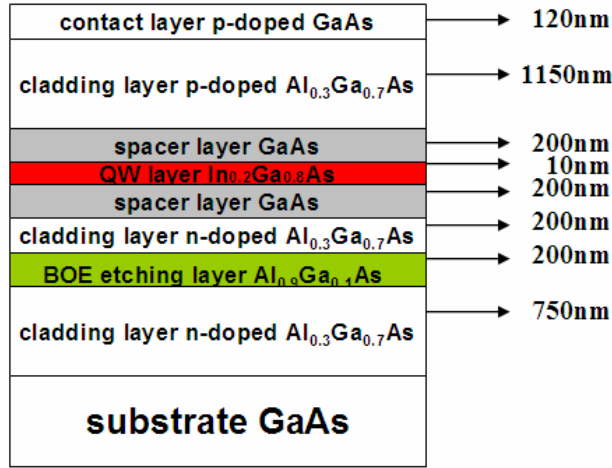 contact layer p-doped GaAs 120nm
cladding layer p-doped Al₀.₃Ga₀.₇As 1150nm
spacer layer GaAs 200nm
QW layer In₀.₂Ga₀.₈As 10nm
spacer layer GaAs 200nm
cladding layer n-doped Al₀.₃Ga₀.₇As 200nm
BOE etching layer Al₀.₉Ga₀.₁As 200nm
cladding layer n-doped Al₀.₃Ga₀.₇As 750nm
substrate GaAs